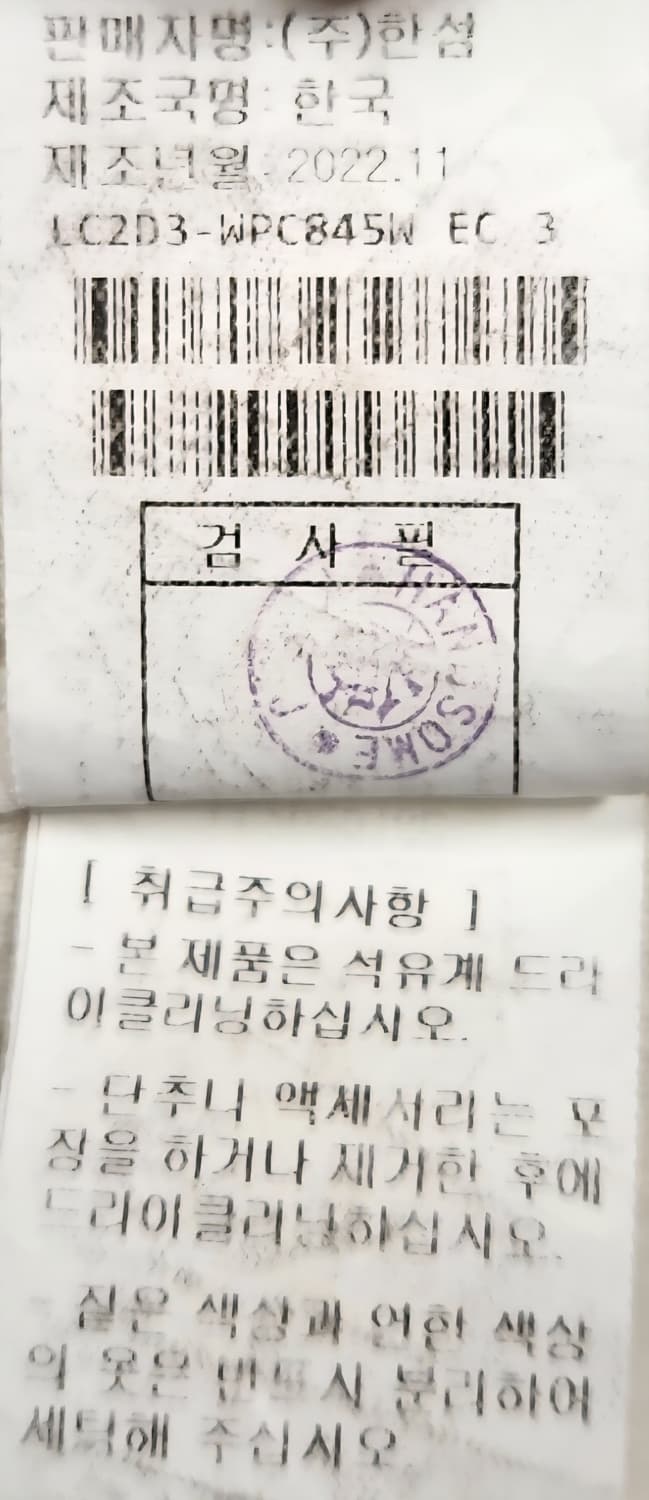 판매자명:(주)한섬
제조국명: 한국
제조년월: 2022.11
LC2D3-WPC845W EC 3
검 사 필
HANDSOME
[ 취급주의사항 ]
- 본 제품은 석유계 드라
이클리닝하십시오.
- 단추나 액세서리는 포
장을 하거나 제거한 후에
드라이클리닝하십시오.
- 짙은 색상과 연한 색상
의 옷은 반드시 분리하여
세탁해 주십시오